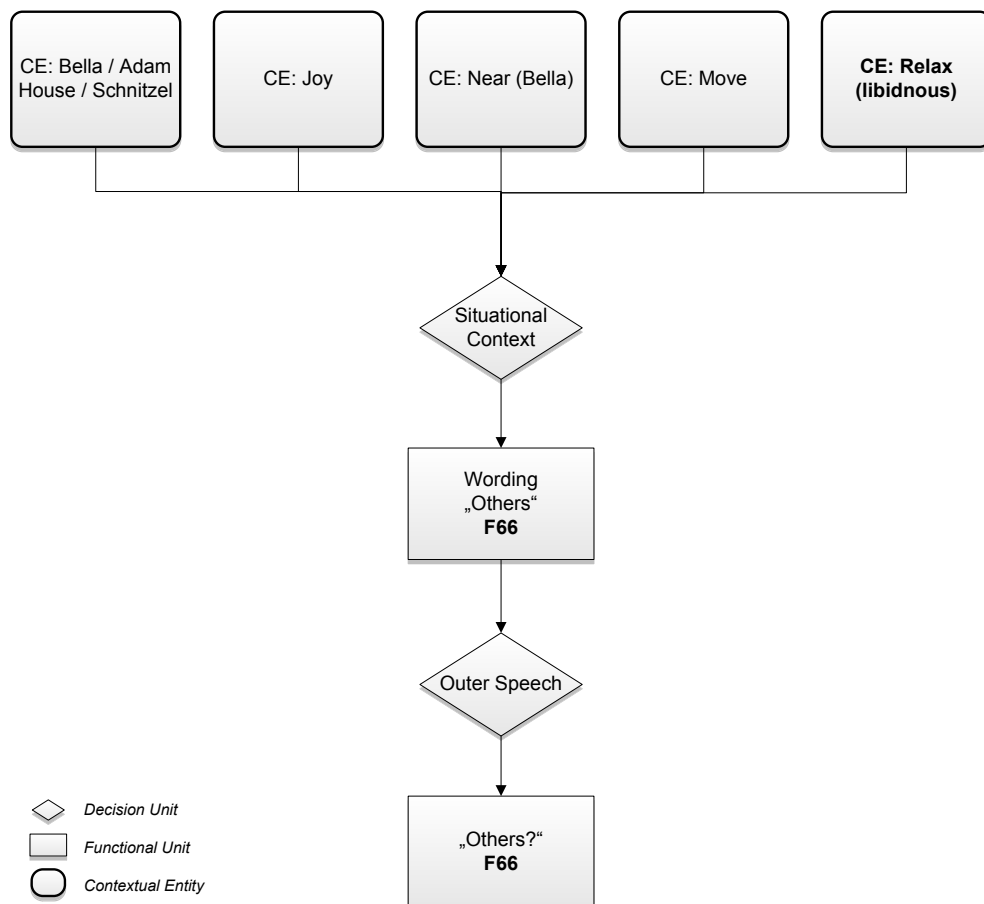 CE: Bella / Adam
House / Schnitzel
CE: Joy
CE: Near (Bella)
CE: Move
CE: Relax
(libidnous)
Situational
Context
Wording
„Others“
F66
Outer Speech
„Others?“
F66
Decision Unit
Functional Unit
Contextual Entity